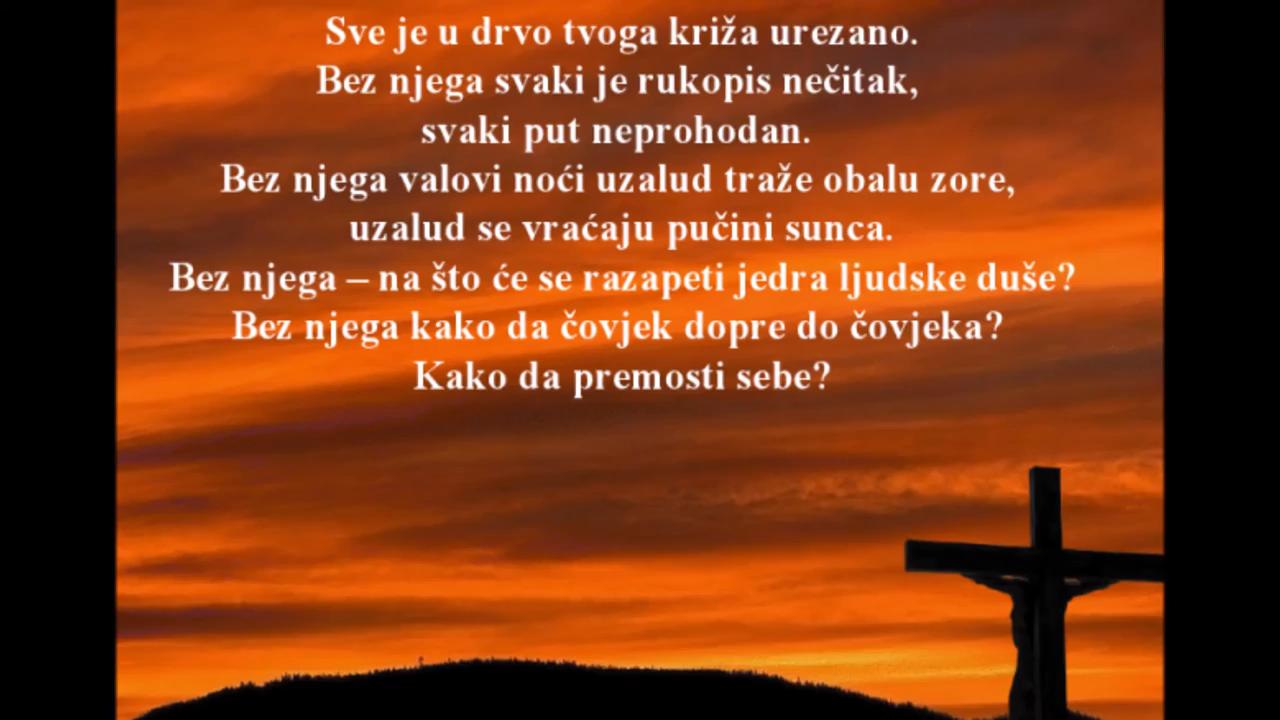 Sve je u drvo tvoga križa urezano.
Bez njega svaki je rukopis nečitak,
svaki put neprohodan.
Bez njega valovi noći uzalud traže obalu zore,
uzalud se vraćaju pučini sunca.
Bez njega – na što će se razapeti jedra ljudske duše?
Bez njega kako da čovjek dopre do čovjeka?
Kako da premosti sebe?